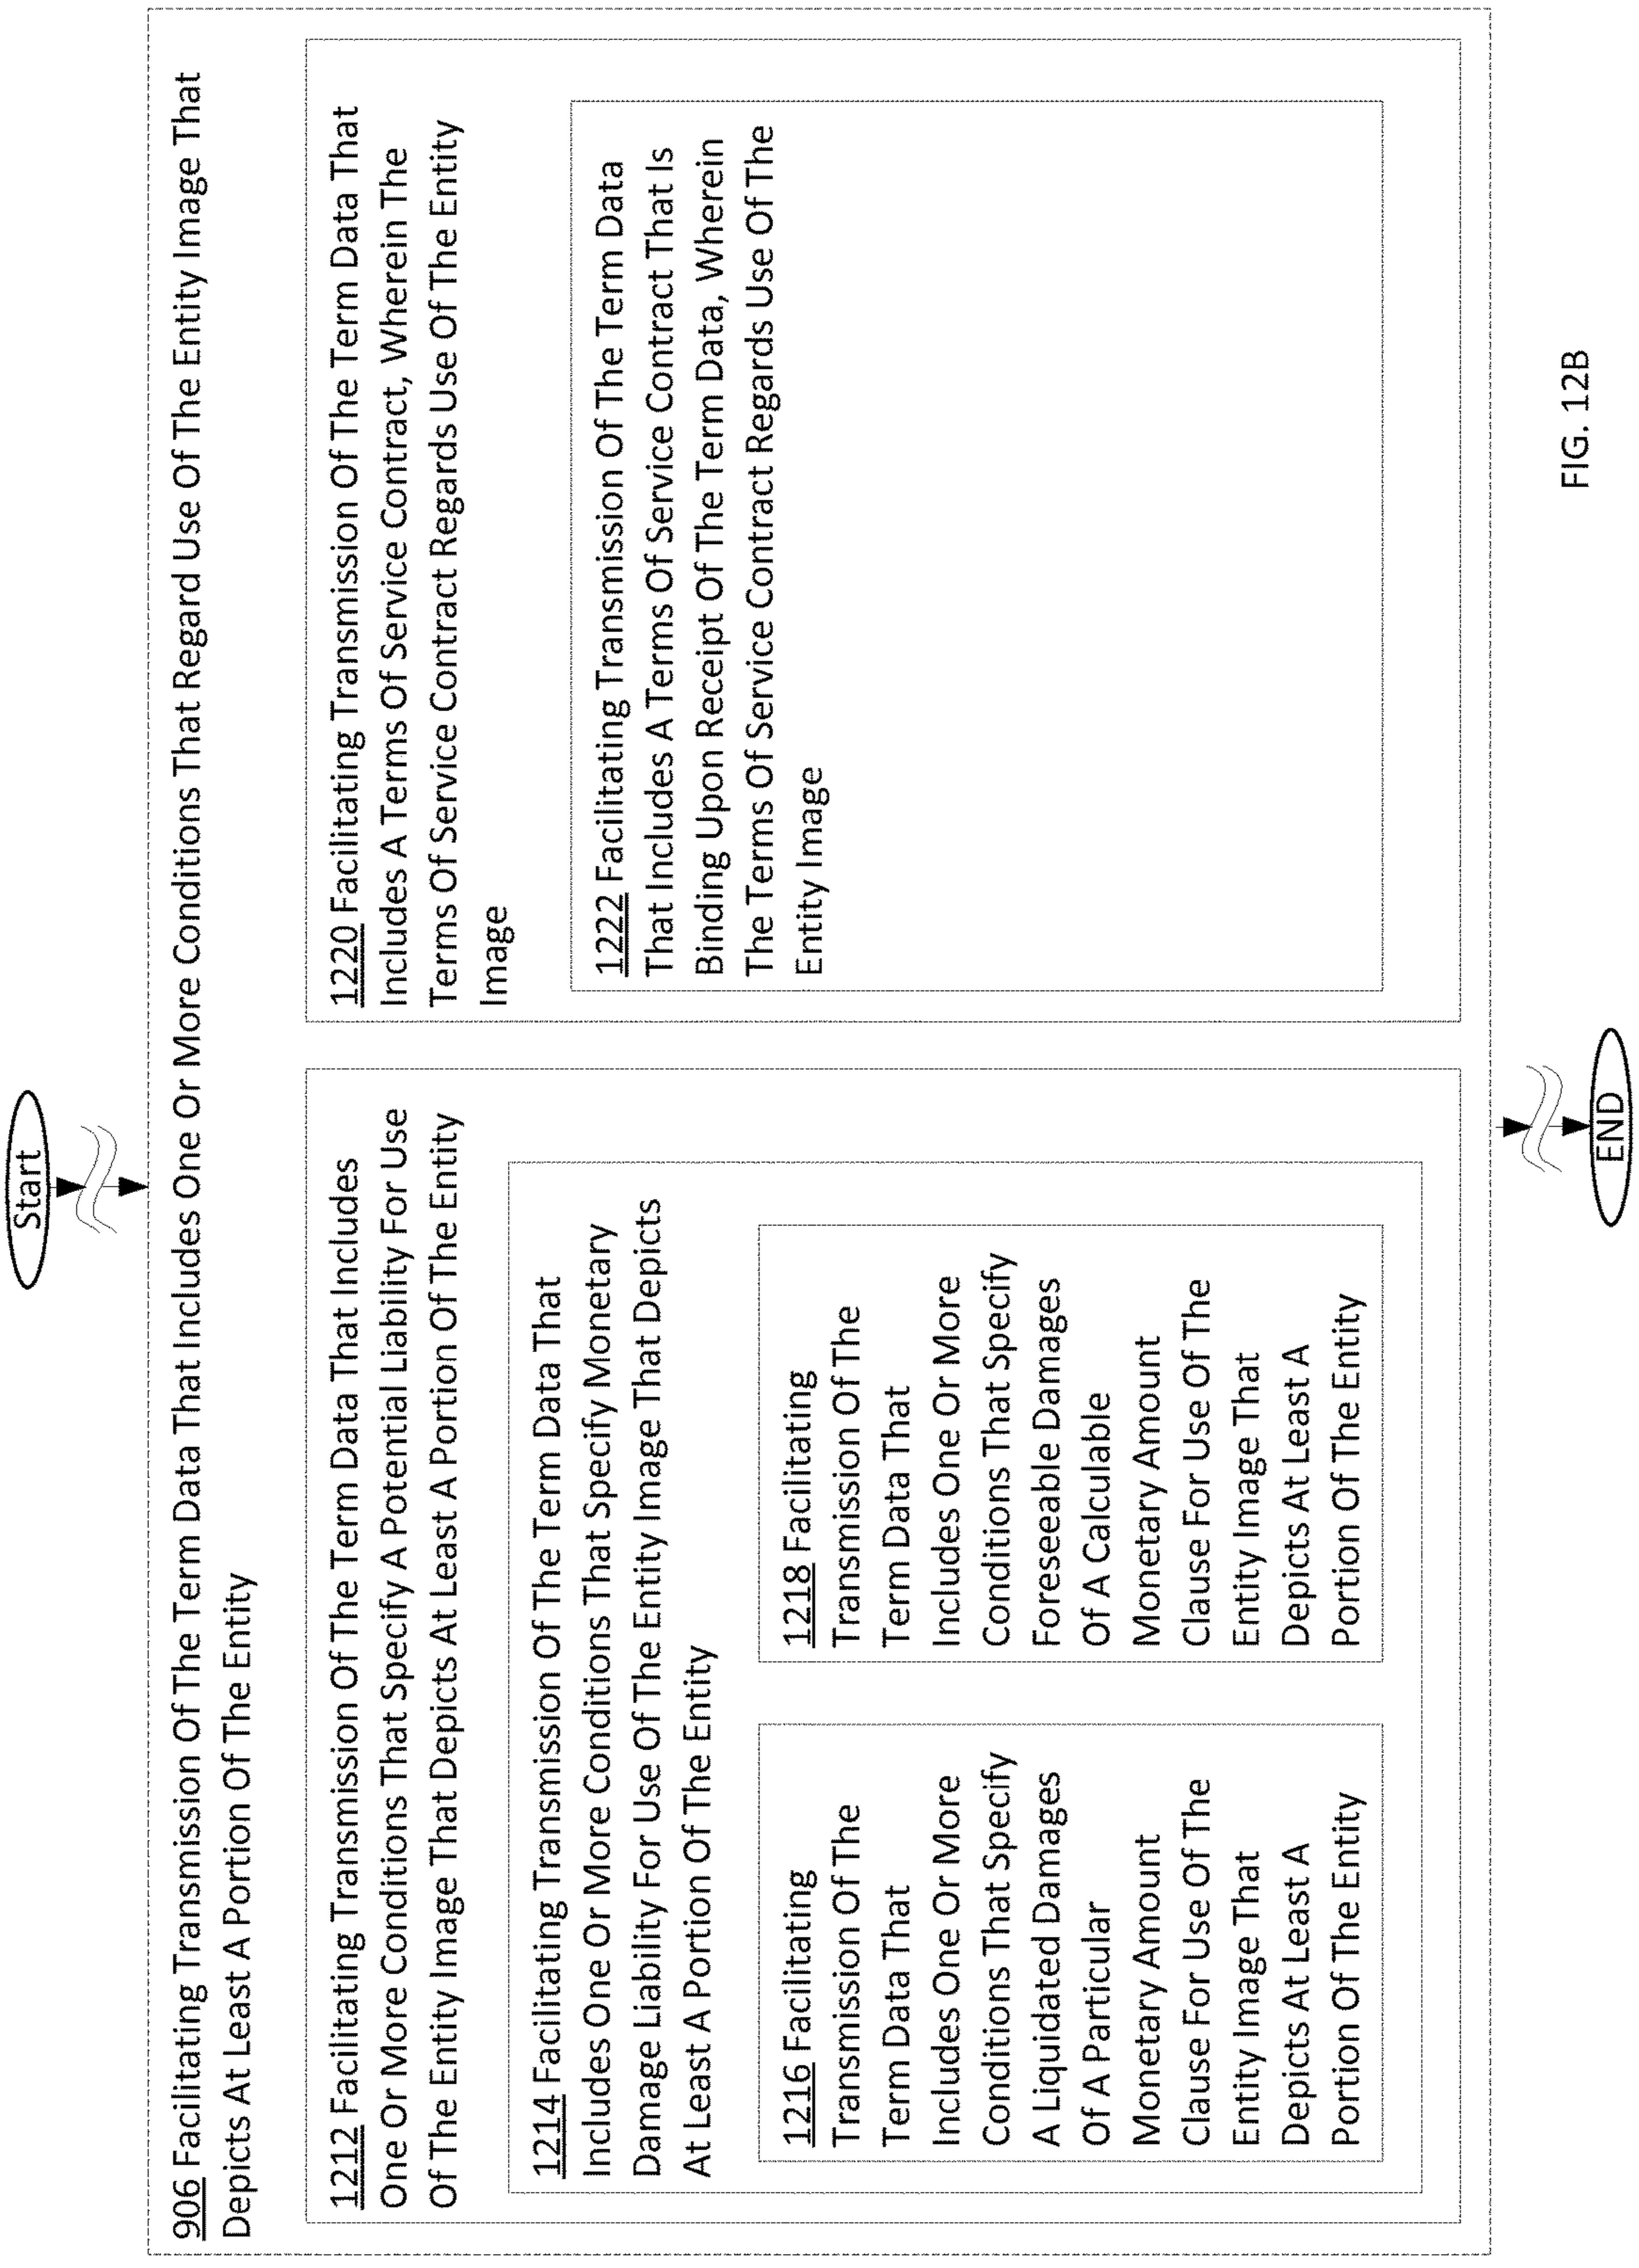 Start
906 Facilitating Transmission Of The Term Data That Includes One Or More Conditions That Regard Use Of The Entity Image That
Depicts At Least A Portion Of The Entity
1212 Facilitating Transmission Of The Term Data That Includes
One Or More Conditions That Specify A Potential Liability For Use
Of The Entity Image That Depicts At Least A Portion Of The Entity
1214 Facilitating Transmission Of The Term Data That
Includes One Or More Conditions That Specify Monetary
Damage Liability For Use Of The Entity Image That Depicts
At Least A Portion Of The Entity
1216 Facilitating
Transmission Of The
Term Data That
Includes One Or More
Conditions That Specify
A Liquidated Damages
Of A Particular
Monetary Amount
Clause For Use Of The
Entity Image That
Depicts At Least A
Portion Of The Entity
1218 Facilitating
Transmission Of The
Term Data That
Includes One Or More
Conditions That Specify
Foreseeable Damages
Of A Calculable
Monetary Amount
Clause For Use Of The
Entity Image That
Depicts At Least A
Portion Of The Entity
1220 Facilitating Transmission Of The Term Data That
Includes A Terms Of Service Contract, Wherein The
Terms Of Service Contract Regards Use Of The Entity
Image
1222 Facilitating Transmission Of The Term Data
That Includes A Terms Of Service Contract That Is
Binding Upon Receipt Of The Term Data, Wherein
The Terms Of Service Contract Regards Use Of The
Entity Image
END
FIG. 12B